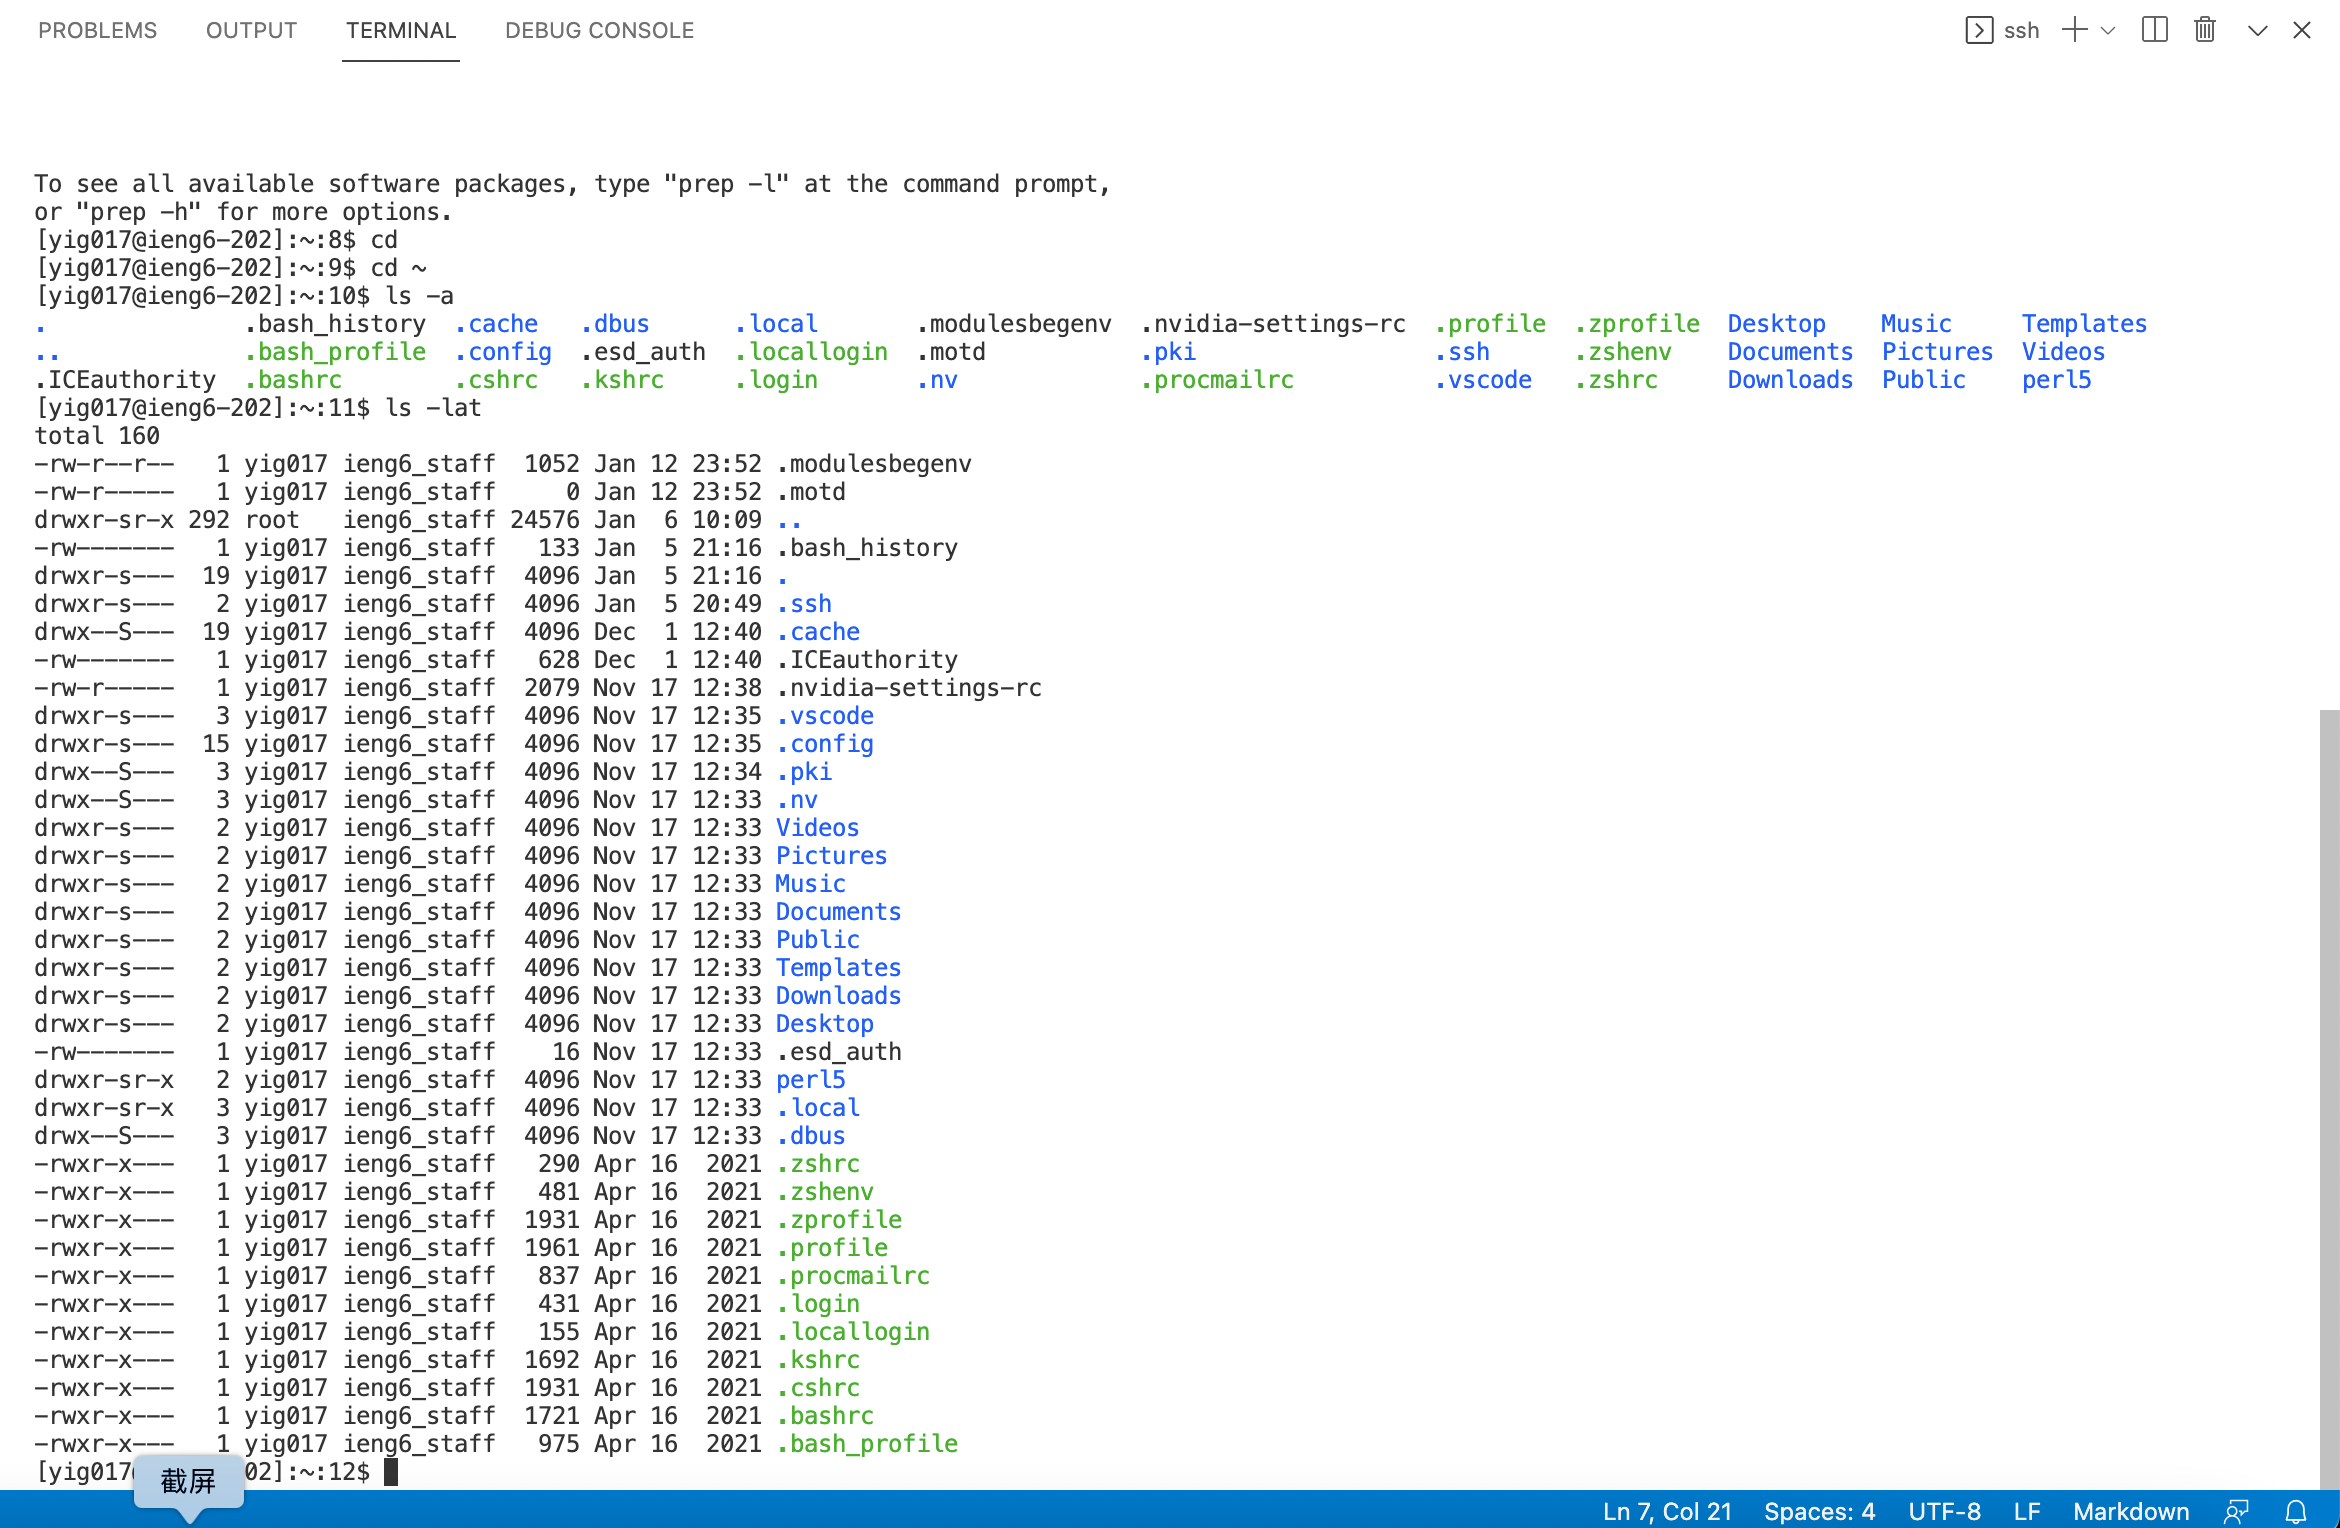 PROBLEMS OUTPUT TERMINAL DEBUG CONSOLE ssh
To see all available software packages, type "prep -l" at the command prompt,
or "prep -h" for more options.
[yig017@ieng6-202]:~:8$ cd
[yig017@ieng6-202]:~:9$ cd ~
[yig017@ieng6-202]:~:10$ ls -a
. .bash_history .cache .dbus .local .modulesbegenv .nvidia-settings-rc .profile .zprofile Desktop Music Templates
.. .bash_profile .config .esd_auth .locallogin .motd .pki .ssh .zshenv Documents Pictures Videos
.ICEauthority .bashrc .cshrc .kshrc .login .nv .procmailrc .vscode .zshrc Downloads Public perl5
[yig017@ieng6-202]:~:11$ ls -lat
total 160
-rw-r--r-- 1 yig017 ieng6_staff 1052 Jan 12 23:52 .modulesbegenv
-rw-r----- 1 yig017 ieng6_staff 0 Jan 12 23:52 .motd
drwxr-sr-x 292 root ieng6_staff 24576 Jan 6 10:09 ..
-rw------- 1 yig017 ieng6_staff 133 Jan 5 21:16 .bash_history
drwxr-s--- 19 yig017 ieng6_staff 4096 Jan 5 21:16 .
drwxr-s--- 2 yig017 ieng6_staff 4096 Jan 5 20:49 .ssh
drwx--S--- 19 yig017 ieng6_staff 4096 Dec 1 12:40 .cache
-rw------- 1 yig017 ieng6_staff 628 Dec 1 12:40 .ICEauthority
-rw-r----- 1 yig017 ieng6_staff 2079 Nov 17 12:38 .nvidia-settings-rc
drwxr-s--- 3 yig017 ieng6_staff 4096 Nov 17 12:35 .vscode
drwxr-s--- 15 yig017 ieng6_staff 4096 Nov 17 12:35 .config
drwx--S--- 3 yig017 ieng6_staff 4096 Nov 17 12:34 .pki
drwx--S--- 3 yig017 ieng6_staff 4096 Nov 17 12:33 .nv
drwxr-s--- 2 yig017 ieng6_staff 4096 Nov 17 12:33 Videos
drwxr-s--- 2 yig017 ieng6_staff 4096 Nov 17 12:33 Pictures
drwxr-s--- 2 yig017 ieng6_staff 4096 Nov 17 12:33 Music
drwxr-s--- 2 yig017 ieng6_staff 4096 Nov 17 12:33 Documents
drwxr-s--- 2 yig017 ieng6_staff 4096 Nov 17 12:33 Public
drwxr-s--- 2 yig017 ieng6_staff 4096 Nov 17 12:33 Templates
drwxr-s--- 2 yig017 ieng6_staff 4096 Nov 17 12:33 Downloads
drwxr-s--- 2 yig017 ieng6_staff 4096 Nov 17 12:33 Desktop
-rw------- 1 yig017 ieng6_staff 16 Nov 17 12:33 .esd_auth
drwxr-sr-x 2 yig017 ieng6_staff 4096 Nov 17 12:33 perl5
drwxr-sr-x 3 yig017 ieng6_staff 4096 Nov 17 12:33 .local
drwx--S--- 3 yig017 ieng6_staff 4096 Nov 17 12:33 .dbus
-rwxr-x--- 1 yig017 ieng6_staff 290 Apr 16 2021 .zshrc
-rwxr-x--- 1 yig017 ieng6_staff 481 Apr 16 2021 .zshenv
-rwxr-x--- 1 yig017 ieng6_staff 1931 Apr 16 2021 .zprofile
-rwxr-x--- 1 yig017 ieng6_staff 1961 Apr 16 2021 .profile
-rwxr-x--- 1 yig017 ieng6_staff 837 Apr 16 2021 .procmailrc
-rwxr-x--- 1 yig017 ieng6_staff 431 Apr 16 2021 .login
-rwxr-x--- 1 yig017 ieng6_staff 155 Apr 16 2021 .locallogin
-rwxr-x--- 1 yig017 ieng6_staff 1692 Apr 16 2021 .kshrc
-rwxr-x--- 1 yig017 ieng6_staff 1931 Apr 16 2021 .cshrc
-rwxr-x--- 1 yig017 ieng6_staff 1721 Apr 16 2021 .bashrc
-rwxr-x--- 1 yig017 ieng6_staff 975 Apr 16 2021 .bash_profile
[yig017 02]:~:12$
截屏
Ln 7, Col 21 Spaces: 4 UTF-8 LF Markdown